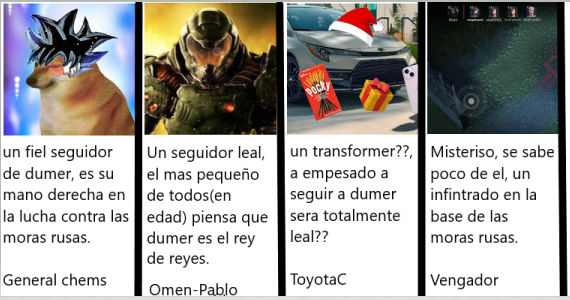 un fiel seguidor
de dumer, es su
mano derecha en
la lucha contra las
moras rusas.
General chems
Un seguidor leal,
el mas pequeño
de todos(en
edad) piensa que
dumer es el rey
de reyes.
Omen-Pablo
POCKY
un transformer??,
a empesado a
seguir a dumer
sera totalmente
leal??
ToyotaC
Misteriso, se sabe
poco de el, un
infintrado en la
base de las
moras rusas.
Vengador